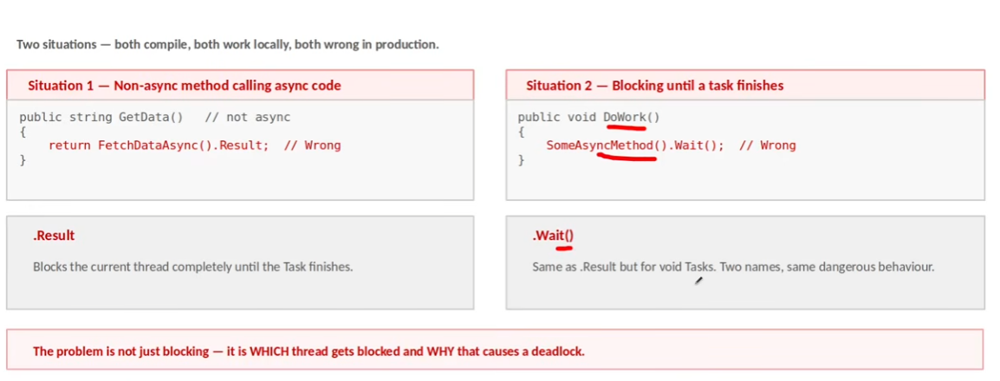 Two situations — both compile, both work locally, both wrong in production.
Situation 1 — Non-async method calling async code
public string GetData()   // not async
{
    return FetchDataAsync().Result;  // Wrong
}
.Result
Blocks the current thread completely until the Task finishes.
Situation 2 — Blocking until a task finishes
public void DoWork()
{
    SomeAsyncMethod().Wait();  // Wrong
}
.Wait()
Same as .Result but for void Tasks. Two names, same dangerous behaviour.
The problem is not just blocking — it is WHICH thread gets blocked and WHY that causes a deadlock.